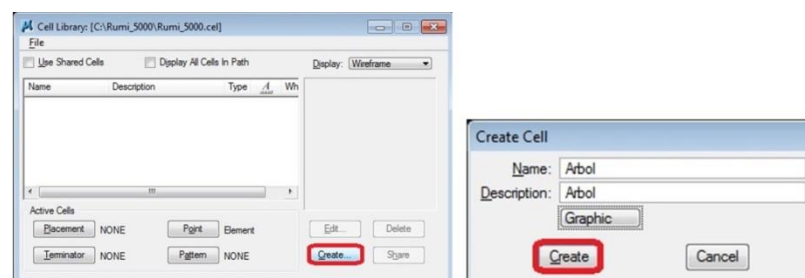 Cell Library: [C:\Rumi_5000\Rumi_5000.cel]
File
Use Shared Cells Display All Cells In Path Display: Wireframe
Name Description Type Wh
Active Cells
Placement NONE Point Element Edit... Delete
Terminator NONE Pattern NONE Create... Share
Create Cell
Name: Arbol
Description: Arbol
Graphic
Create Cancel